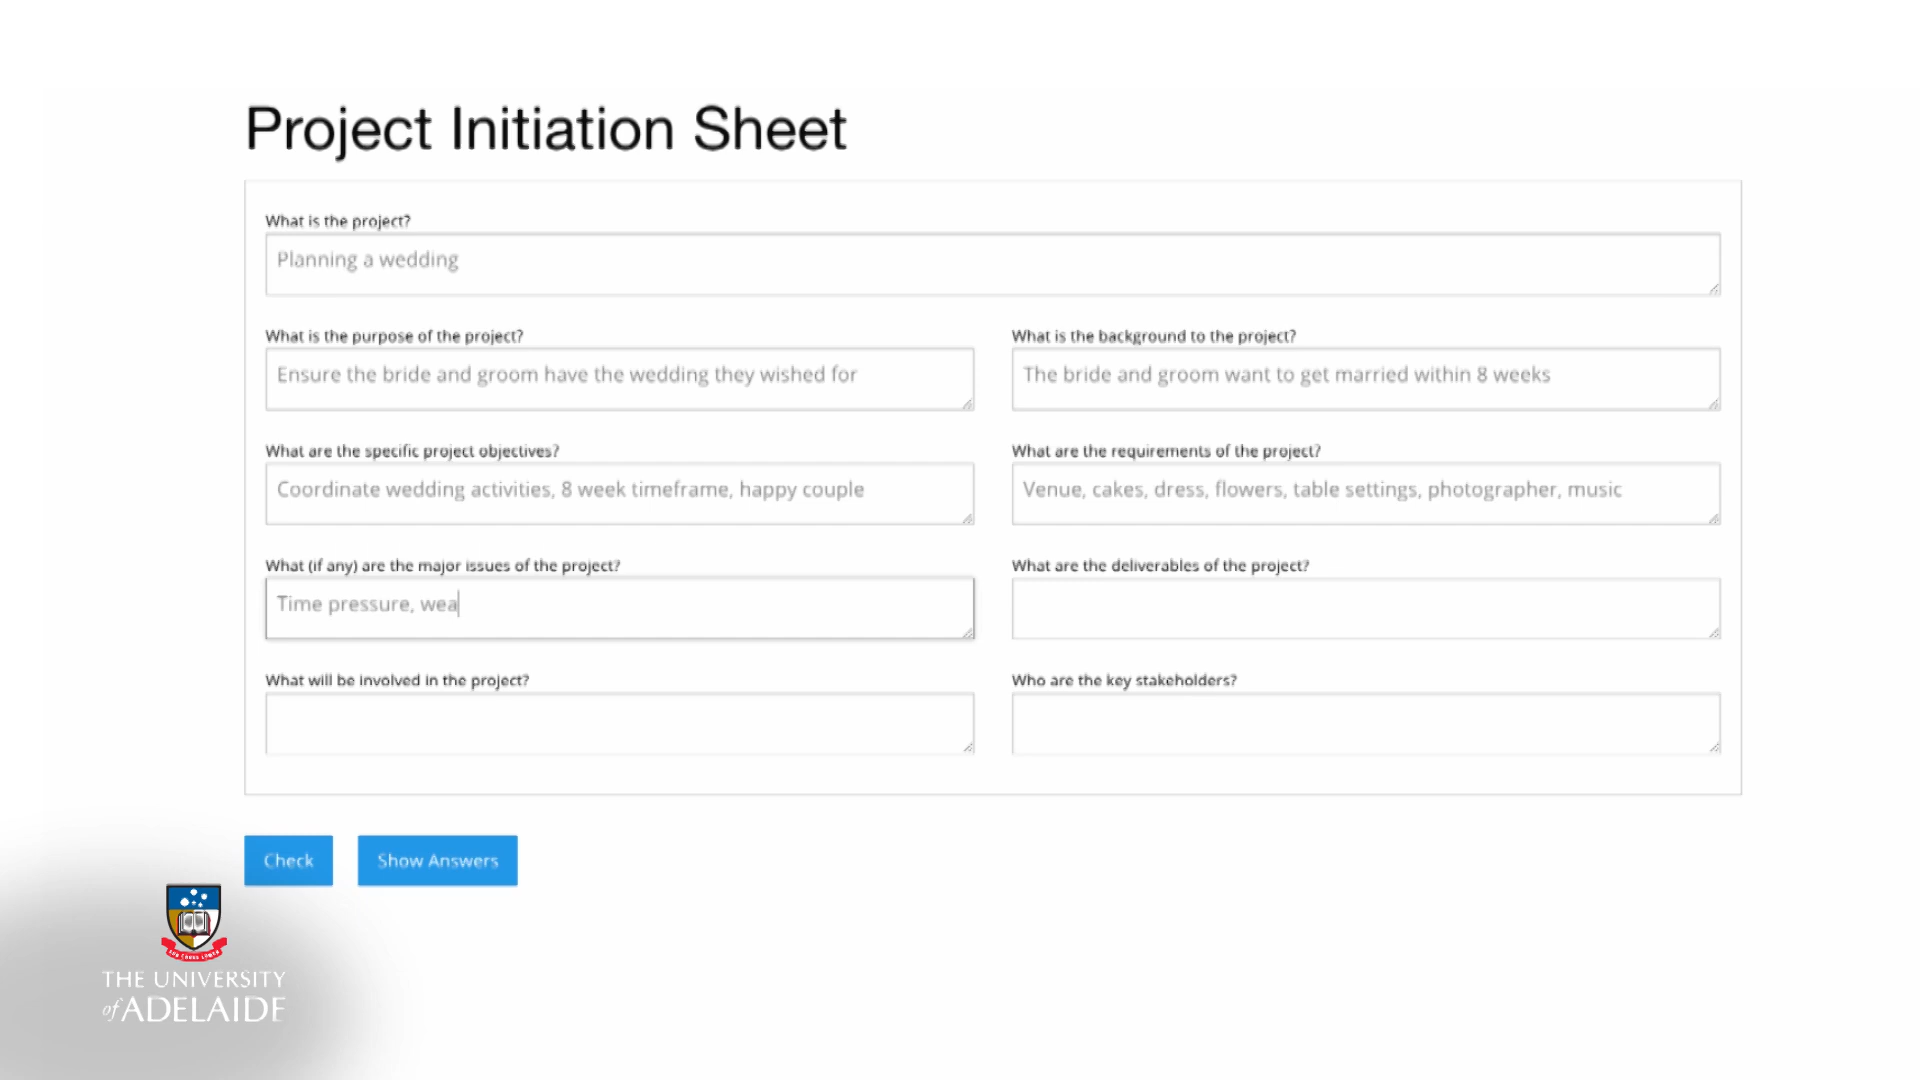 Project Initiation Sheet
What is the project?
Planning a wedding
What is the purpose of the project?
What is the background to the project?
Ensure the bride and groom have the wedding they wished for
The bride and groom want to get married within 8 weeks
What are the specific project objectives?
What are the requirements of the project?
Coordinate wedding activities, 8 week timeframe, happy couple
Venue, cakes, dress, flowers, table settings, photographer, music
What (if any) are the major issues of the project?
What are the deliverables of the project?
Time pressure, wea
What will be involved in the project?
Who are the key stakeholders?
Check
Show Answers
THE UNIVERSITY
of ADELAIDE